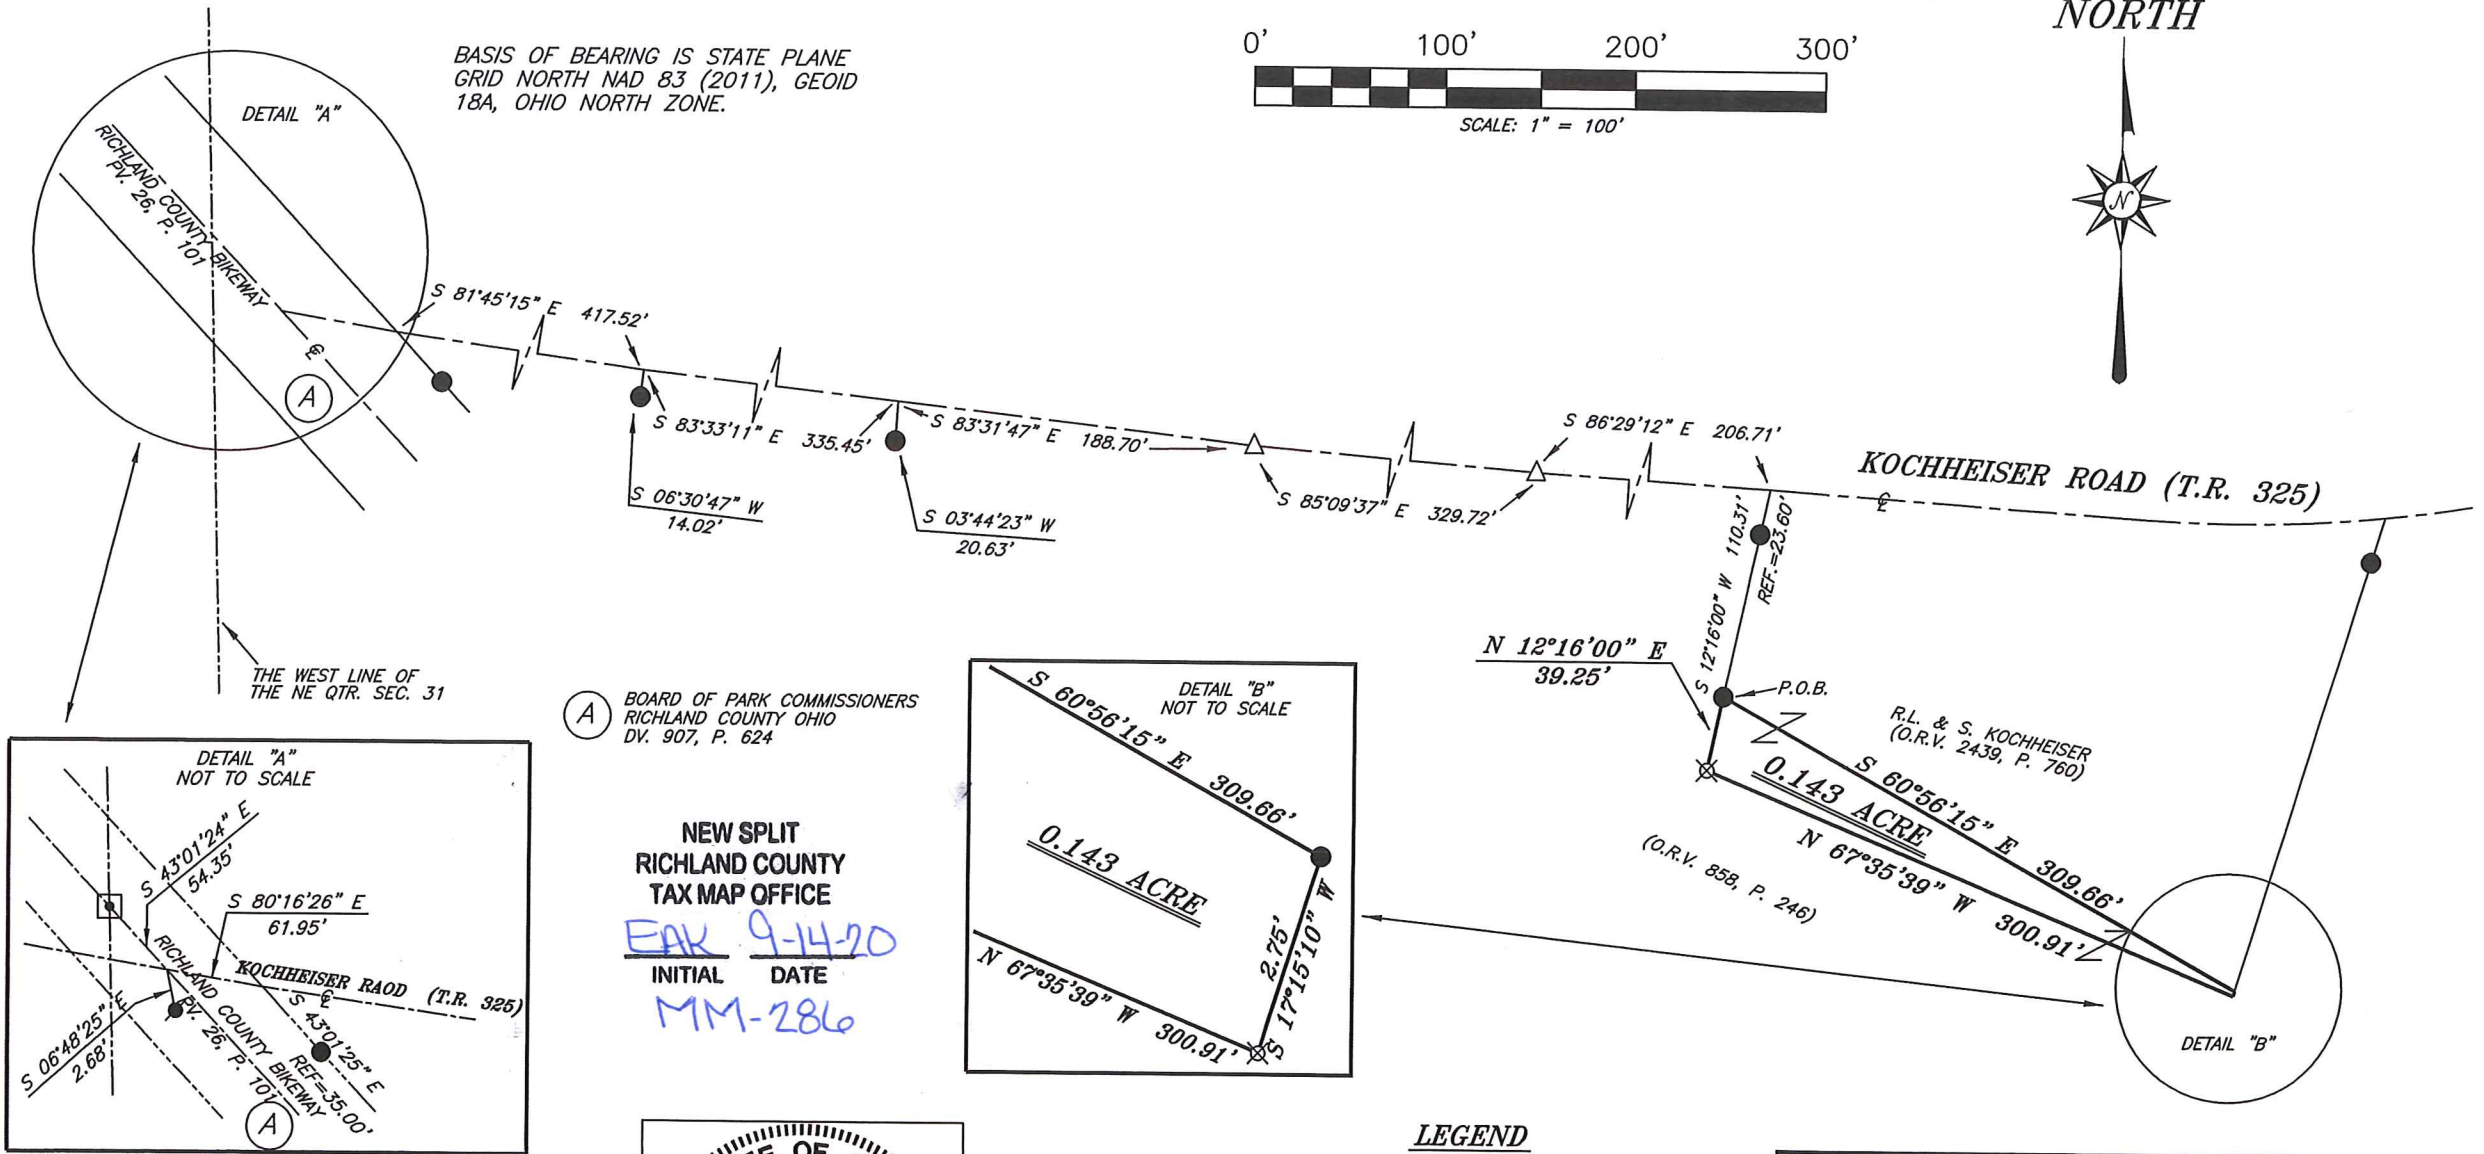 BASIS OF BEARING IS STATE PLANE
GRID NORTH NAD 83 (2011), GEOID
18A, OHIO NORTH ZONE.
0' 100' 200' 300'
SCALE: 1" = 100'
NORTH
N
DETAIL "A"
RICHLAND COUNTY BIKEWAY
PV. 26, P. 101
℄
A
S 81°45'15" E 417.52'
S 83°33'11" E 335.45'
S 83°31'47" E 188.70'
S 86°29'12" E 206.71'
S 85°09'37" E 329.72'
KOCHHEISER ROAD (T.R. 325)
℄
S 06°30'47" W
14.02'
S 03°44'23" W
20.63'
S 12°16'00" W 110.31'
REF.=23.60'
N 12°16'00" E
39.25'
P.O.B.
R.L. & S. KOCHHEISER
(O.R.V. 2439, P. 760)
S 60°56'15" E 309.66'
0.143 ACRE
N 67°35'39" W 300.91'
(O.R.V. 858, P. 246)
DETAIL "B"
THE WEST LINE OF
THE NE QTR. SEC. 31
A
BOARD OF PARK COMMISSIONERS
RICHLAND COUNTY OHIO
DV. 907, P. 624
DETAIL "A"
NOT TO SCALE
S 43°01'24" E
54.35'
S 80°16'26" E
61.95'
KOCHHEISER RAOD (T.R. 325)
℄
RICHLAND COUNTY BIKEWAY
PV. 26, P. 101
S 43°01'25" E
REF=35.00'
S 06°48'25" E
2.68'
A
NEW SPLIT
RICHLAND COUNTY
TAX MAP OFFICE
EAK 9-14-20
INITIAL DATE
MM-286
DETAIL "B"
NOT TO SCALE
S 60°56'15" E 309.66'
0.143 ACRE
2.75'
S 17°15'10" W
N 67°35'39" W 300.91'
OF
LEGEND